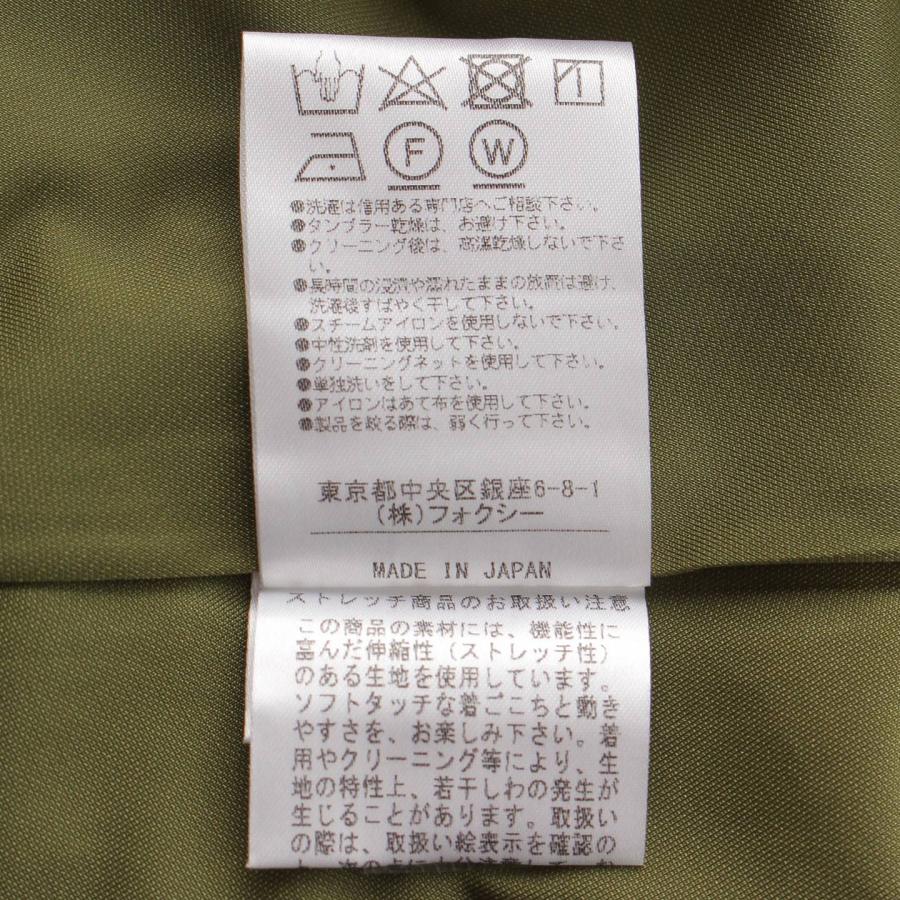 F W
●洗濯は信用ある専門店へご相談下さい。
●タンブラー乾燥は、お避け下さい。
●クリーニング後は、高温乾燥しないで下さ
い。
●長時間の浸漬や濡れたままの放置は避け、
洗濯後すばやく干して下さい。
●スチームアイロンを使用しないで下さい。
●中性洗剤を使用して下さい。
●クリーニングネットを使用して下さい。
●単独洗いをして下さい。
●アイロンはあて布を使用して下さい。
●製品を絞る際は、弱く行って下さい。
東京都中央区銀座6-8-1
(株)フォクシー
MADE IN JAPAN
ストレッチ商品のお取扱い注意
この商品の素材には、機能性に
富んだ伸縮性(ストレッチ性)
のある生地を使用しています。
ソフトタッチな着ごこちと動き
やすさを、お楽しみ下さい。着
用やクリーニング等により、生
地の特性上、若干しわの発生が
生じることがあります。取扱い
の際は、取扱い絵表示を確認の